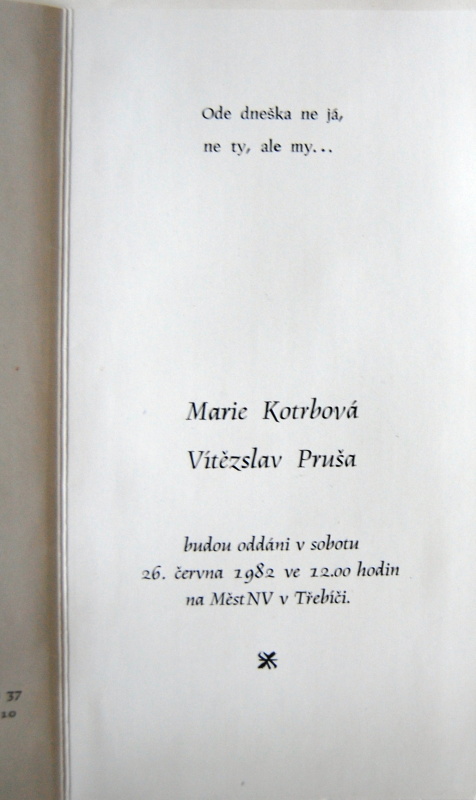 Ode dneška ne já,
ne ty, ale my...
Marie Kotrbová
Vítězslav Pruša
budou oddáni v sobotu
26. června 1982 ve 12.00 hodin
na MěstNV v Třebíči.
37
10